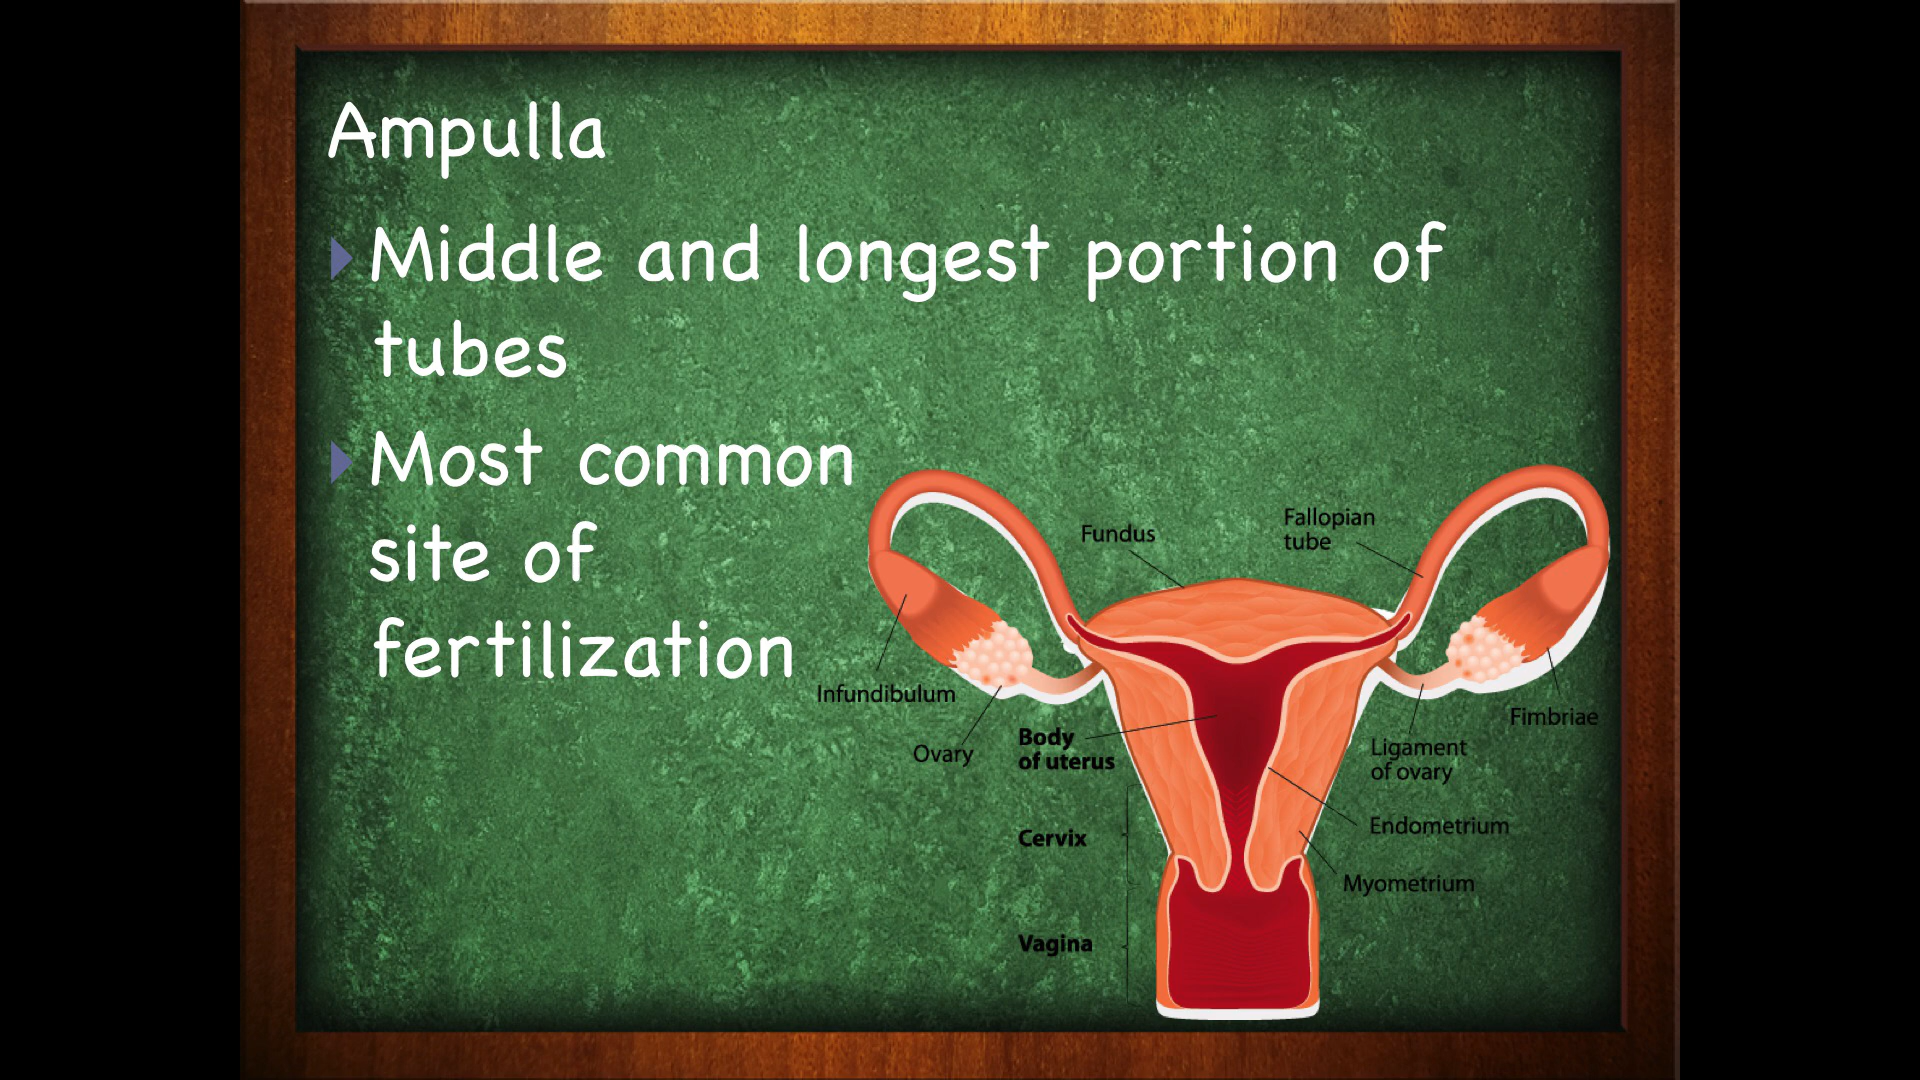 Ampulla
Middle and longest portion of
tubes
Most common
site of
fertilization
Fundus
Fallopian
tube
Infundibulum
Ovary
Body
of uterus
Fimbriae
Ligament
of ovary
Cervix
Endometrium
Myometrium
Vagina